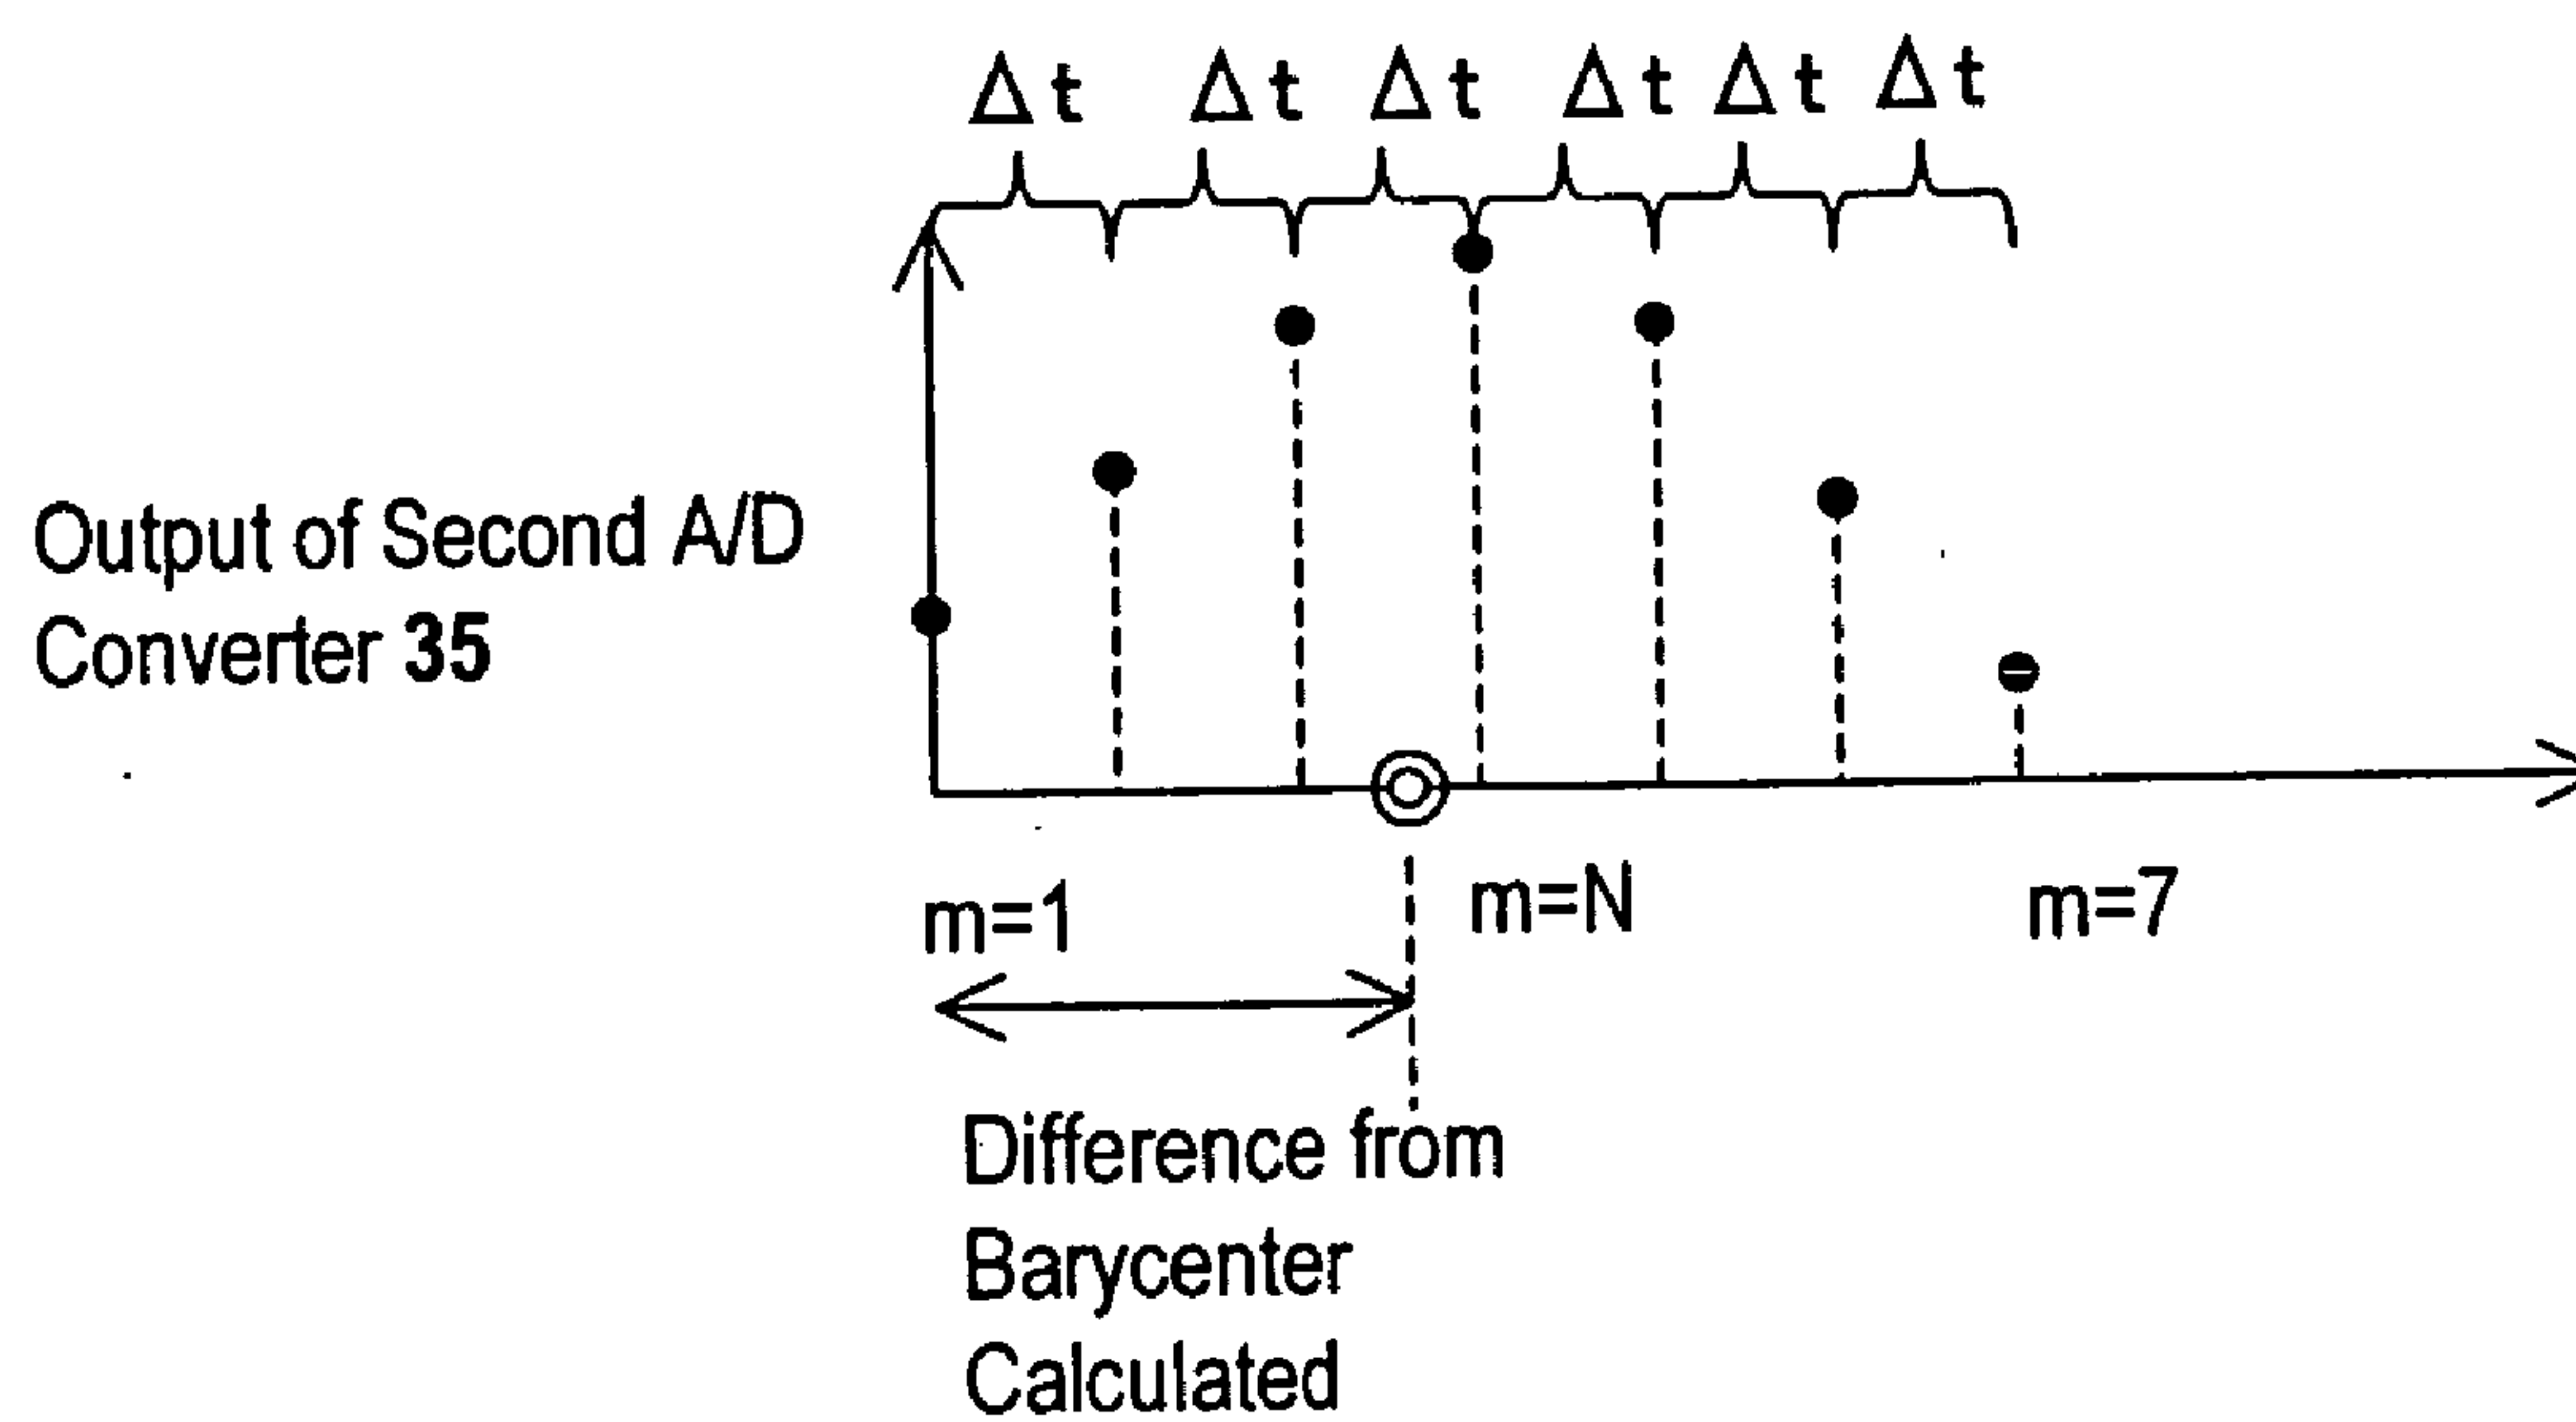 Δt Δt Δt Δt Δt Δt
Output of Second A/D
Converter 35
m=1 m=N m=7
Difference from
Barycenter
Calculated